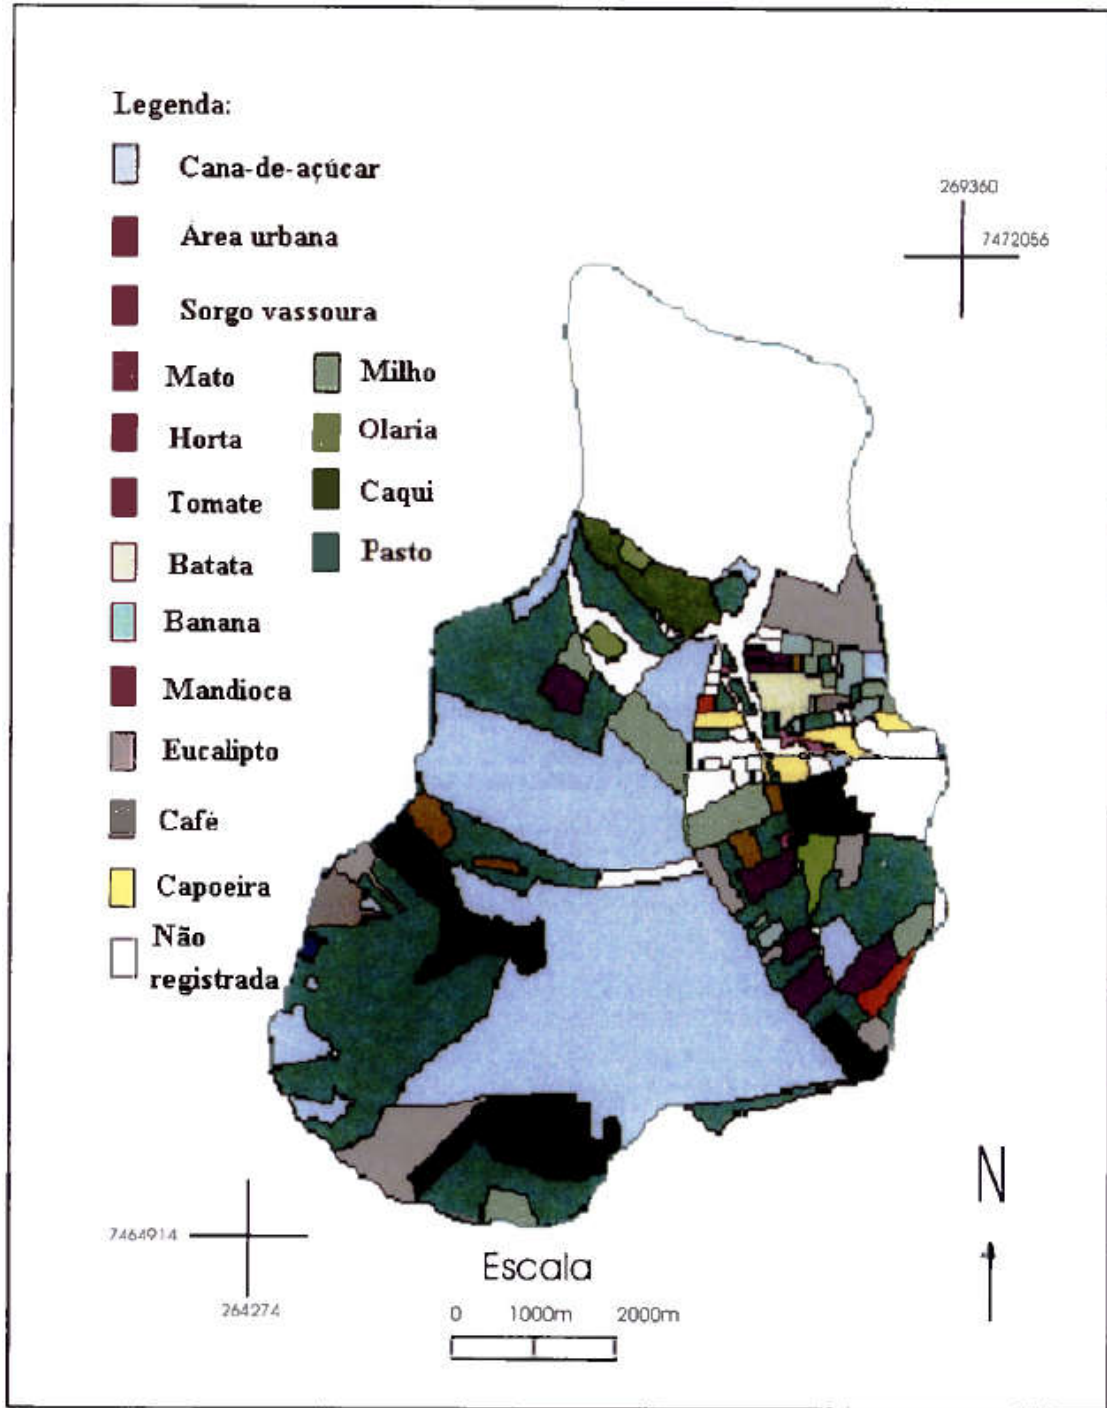 Legenda:
Cana-de-açúcar
Área urbana
Sorgo vassoura
Mato
Horta
Tomate
Batata
Banana
Mandioca
Eucalipto
Café
Capoeira
Não
registrada
Milho
Olaria
Caqui
Pasto
269360
7472056
7464914
264274
N
Escala
0 1000m 2000m